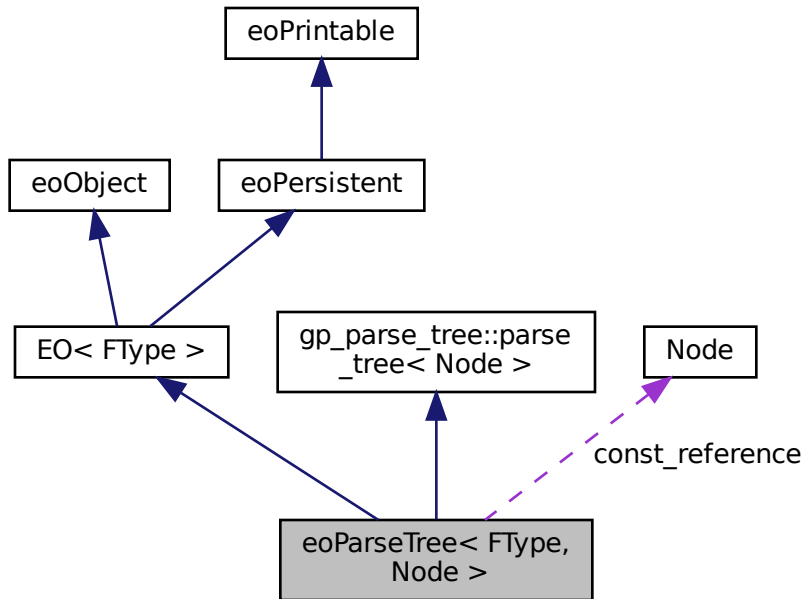 eoPrintable
eoObject
eoPersistent
EO< FType >
gp_parse_tree::parse
_tree< Node >
Node
const_reference
eoParseTree< FType,
Node >